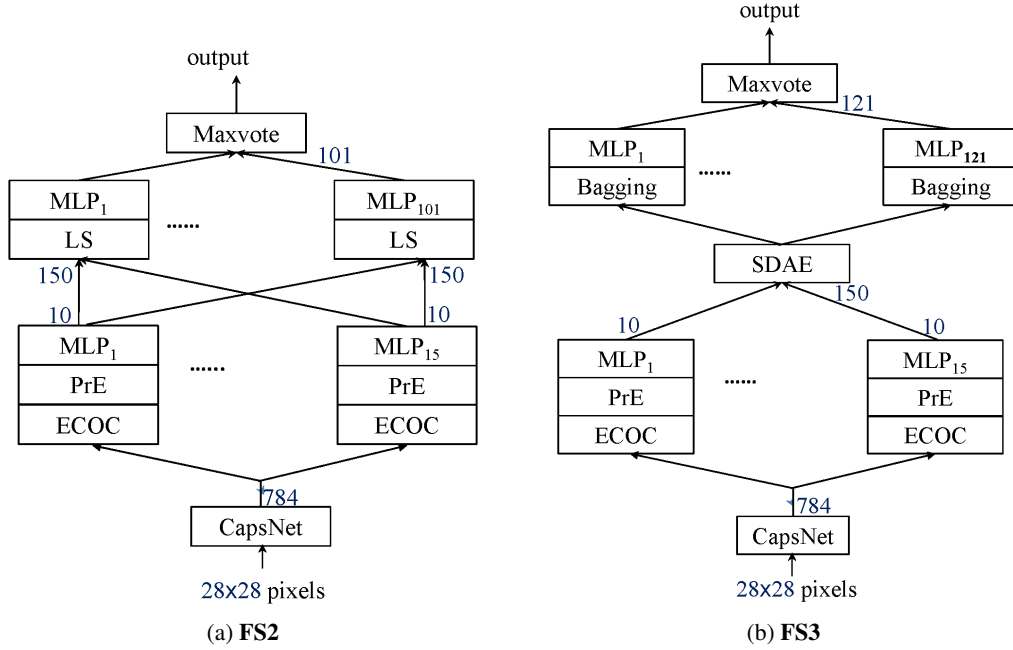 output
Maxvote
101
MLP1
MLP101
......
LS
LS
150
150
10
10
MLP1
MLP15
......
PrE
PrE
ECOC
ECOC
784
CapsNet
28x28 pixels
(a) FS2
output
Maxvote
121
MLP1
MLP121
......
Bagging
Bagging
SDAE
150
10
10
MLP1
MLP15
......
PrE
PrE
ECOC
ECOC
784
CapsNet
28x28 pixels
(b) FS3